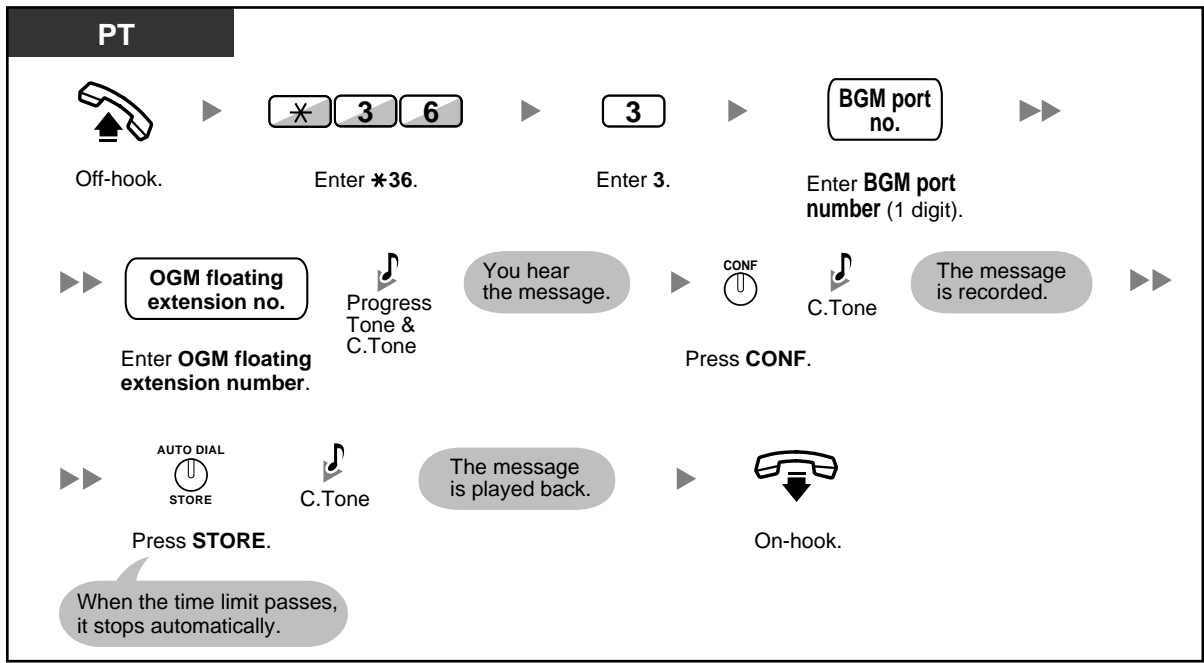 PT
✳ 3 6
3
BGM port
no.
Off-hook.
Enter ✳36.
Enter 3.
Enter BGM port
number (1 digit).
OGM floating
extension no.
Progress
Tone &
C.Tone
You hear
the message.
CONF
C.Tone
The message
is recorded.
Enter OGM floating
extension number.
Press CONF.
AUTO DIAL
STORE
C.Tone
The message
is played back.
Press STORE.
On-hook.
When the time limit passes,
it stops automatically.